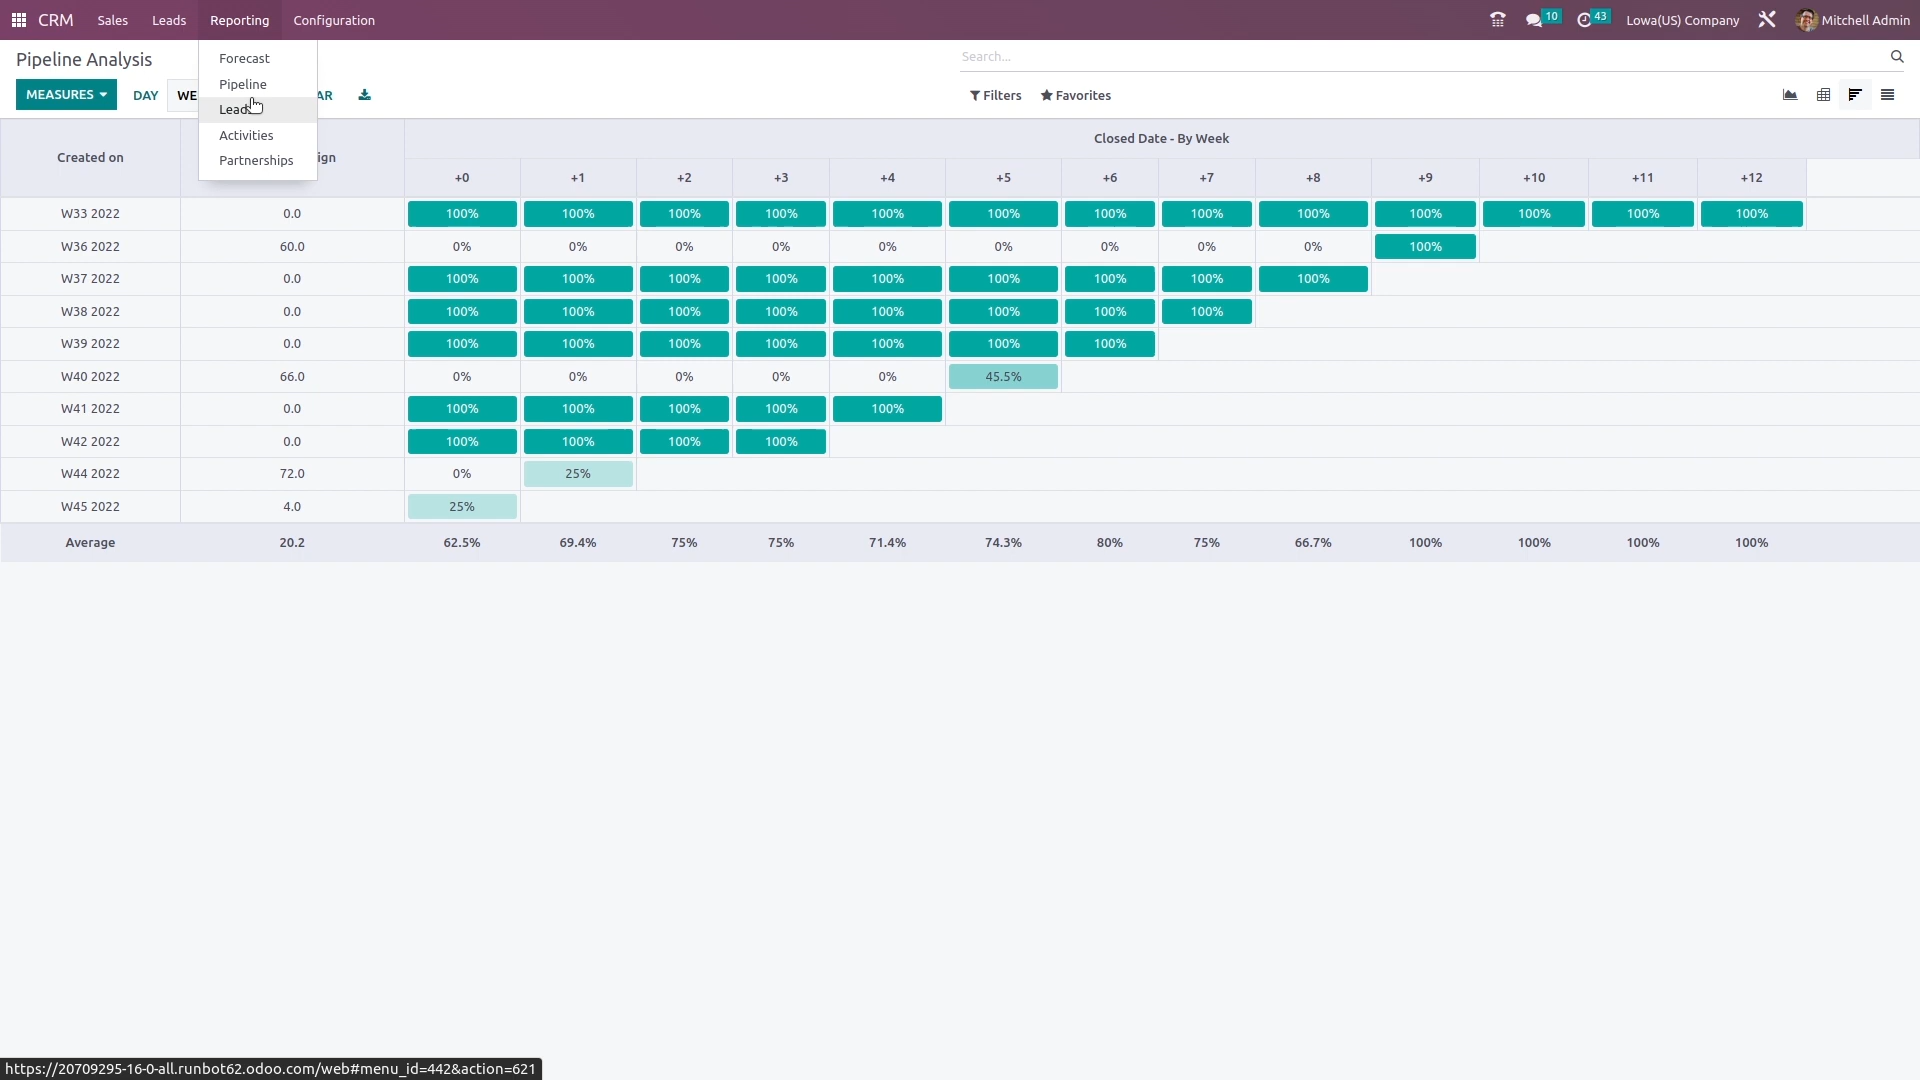 CRM Sales Leads Reporting Configuration 10 43 Lowa(US) Company Mitchell Admin
Pipeline Analysis
Search...
Forecast
Pipeline
Leads
Activities
Partnerships
MEASURES DAY WE AR Filters Favorites
Closed Date - By Week
Created on ign
+0 +1 +2 +3 +4 +5 +6 +7 +8 +9 +10 +11 +12
W33 2022 0.0 100% 100% 100% 100% 100% 100% 100% 100% 100% 100% 100% 100% 100%
W36 2022 60.0 0% 0% 0% 0% 0% 0% 0% 0% 0% 100%
W37 2022 0.0 100% 100% 100% 100% 100% 100% 100% 100% 100%
W38 2022 0.0 100% 100% 100% 100% 100% 100% 100% 100%
W39 2022 0.0 100% 100% 100% 100% 100% 100% 100%
W40 2022 66.0 0% 0% 0% 0% 0% 45.5%
W41 2022 0.0 100% 100% 100% 100% 100%
W42 2022 0.0 100% 100% 100% 100%
W44 2022 72.0 0% 25%
W45 2022 4.0 25%
Average 20.2 62.5% 69.4% 75% 75% 71.4% 74.3% 80% 75% 66.7% 100% 100% 100% 100%
https://20709295-16-0-all.runbot62.odoo.com/web#menu_id=442&action=621